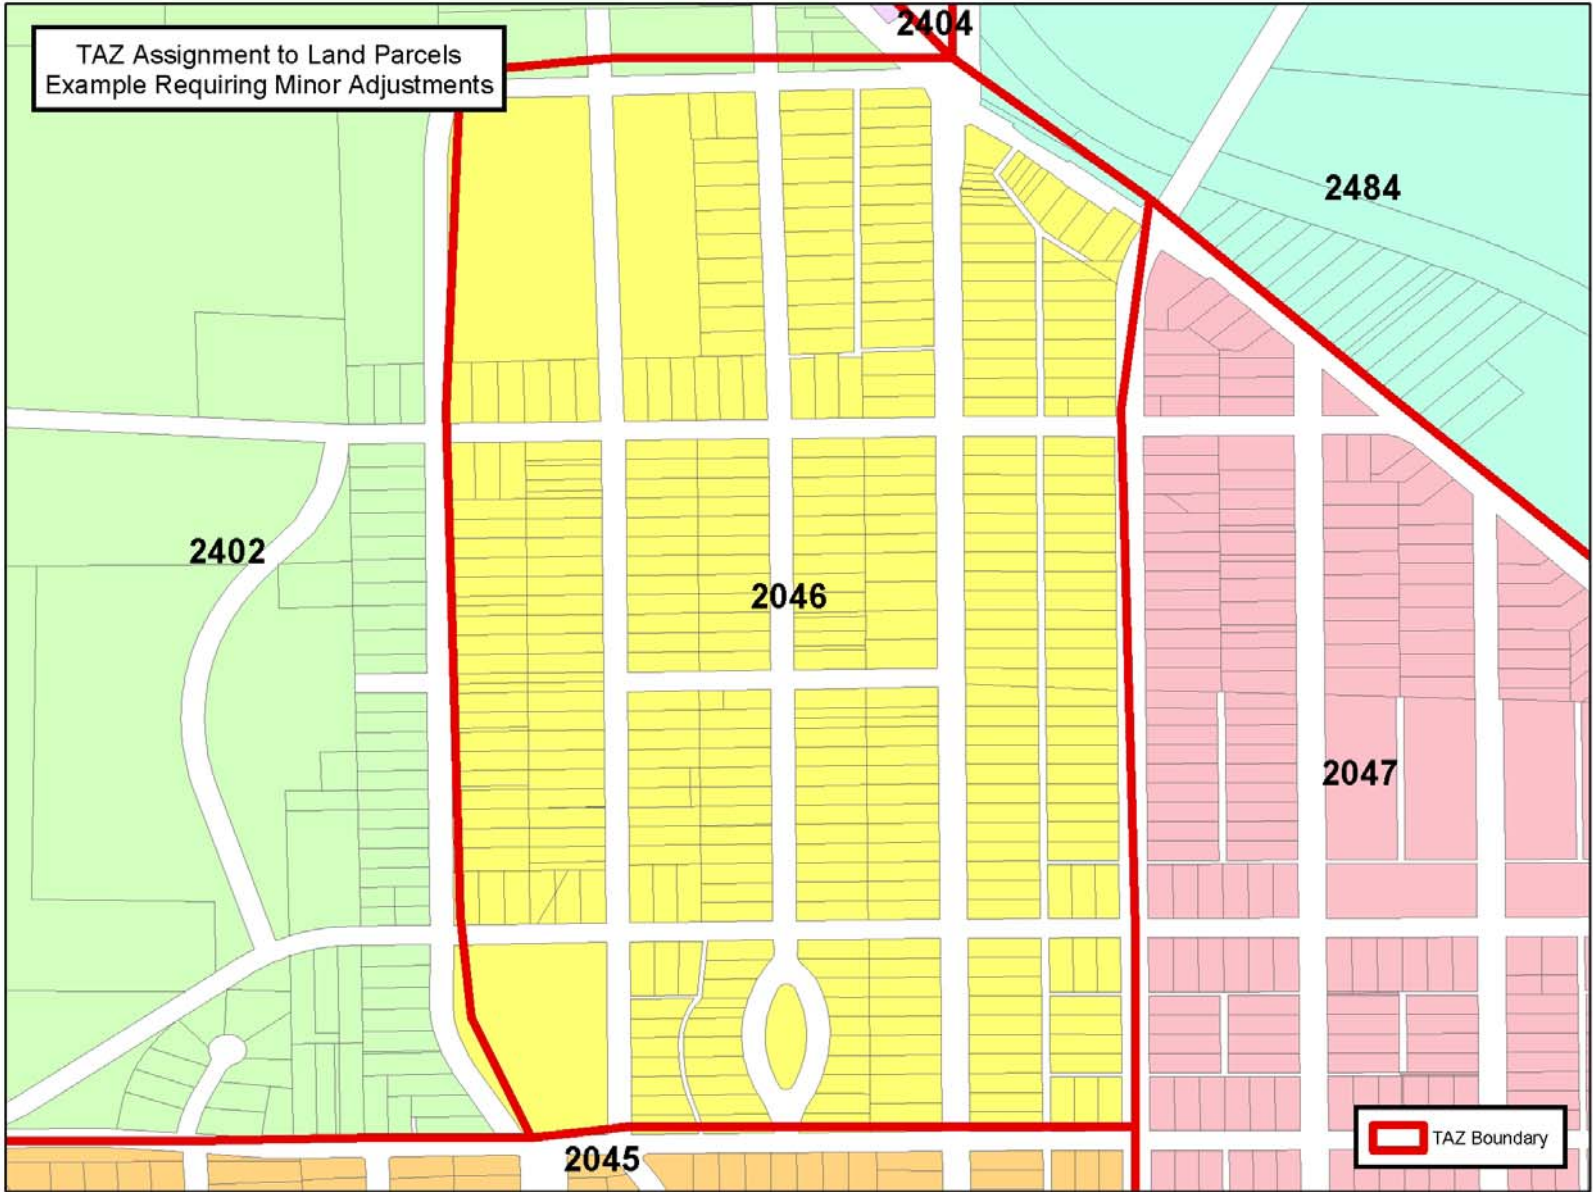 TAZ Assignment to Land Parcels
Example Requiring Minor Adjustments
2404
2484
2402
2046
2047
2045
TAZ Boundary